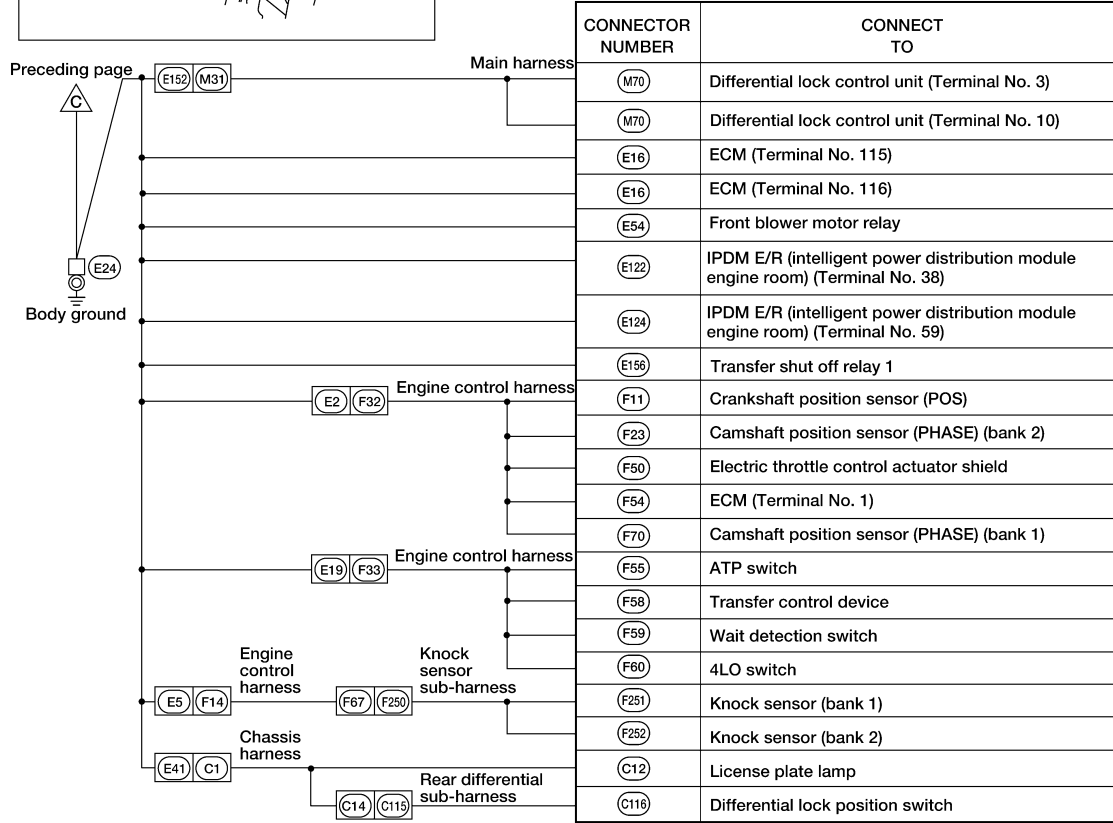 CONNECTOR
NUMBER
CONNECT
TO
Preceding page
C
E152 M31
Main harness
M70 Differential lock control unit (Terminal No. 3)
M70 Differential lock control unit (Terminal No. 10)
E16 ECM (Terminal No. 115)
E16 ECM (Terminal No. 116)
E54 Front blower motor relay
E24
Body ground
E122 IPDM E/R (intelligent power distribution module
engine room) (Terminal No. 38)
E124 IPDM E/R (intelligent power distribution module
engine room) (Terminal No. 59)
E156 Transfer shut off relay 1
E2 F32
Engine control harness
F11 Crankshaft position sensor (POS)
F23 Camshaft position sensor (PHASE) (bank 2)
F50 Electric throttle control actuator shield
F54 ECM (Terminal No. 1)
F70 Camshaft position sensor (PHASE) (bank 1)
E19 F33
Engine control harness
F55 ATP switch
F58 Transfer control device
F59 Wait detection switch
F60 4LO switch
E5 F14
Engine
control
harness
F67 F250
Knock
sensor
sub-harness
F251 Knock sensor (bank 1)
F252 Knock sensor (bank 2)
E41 C1
Chassis
harness
C12 License plate lamp
C14 C115
Rear differential
sub-harness
C116 Differential lock position switch